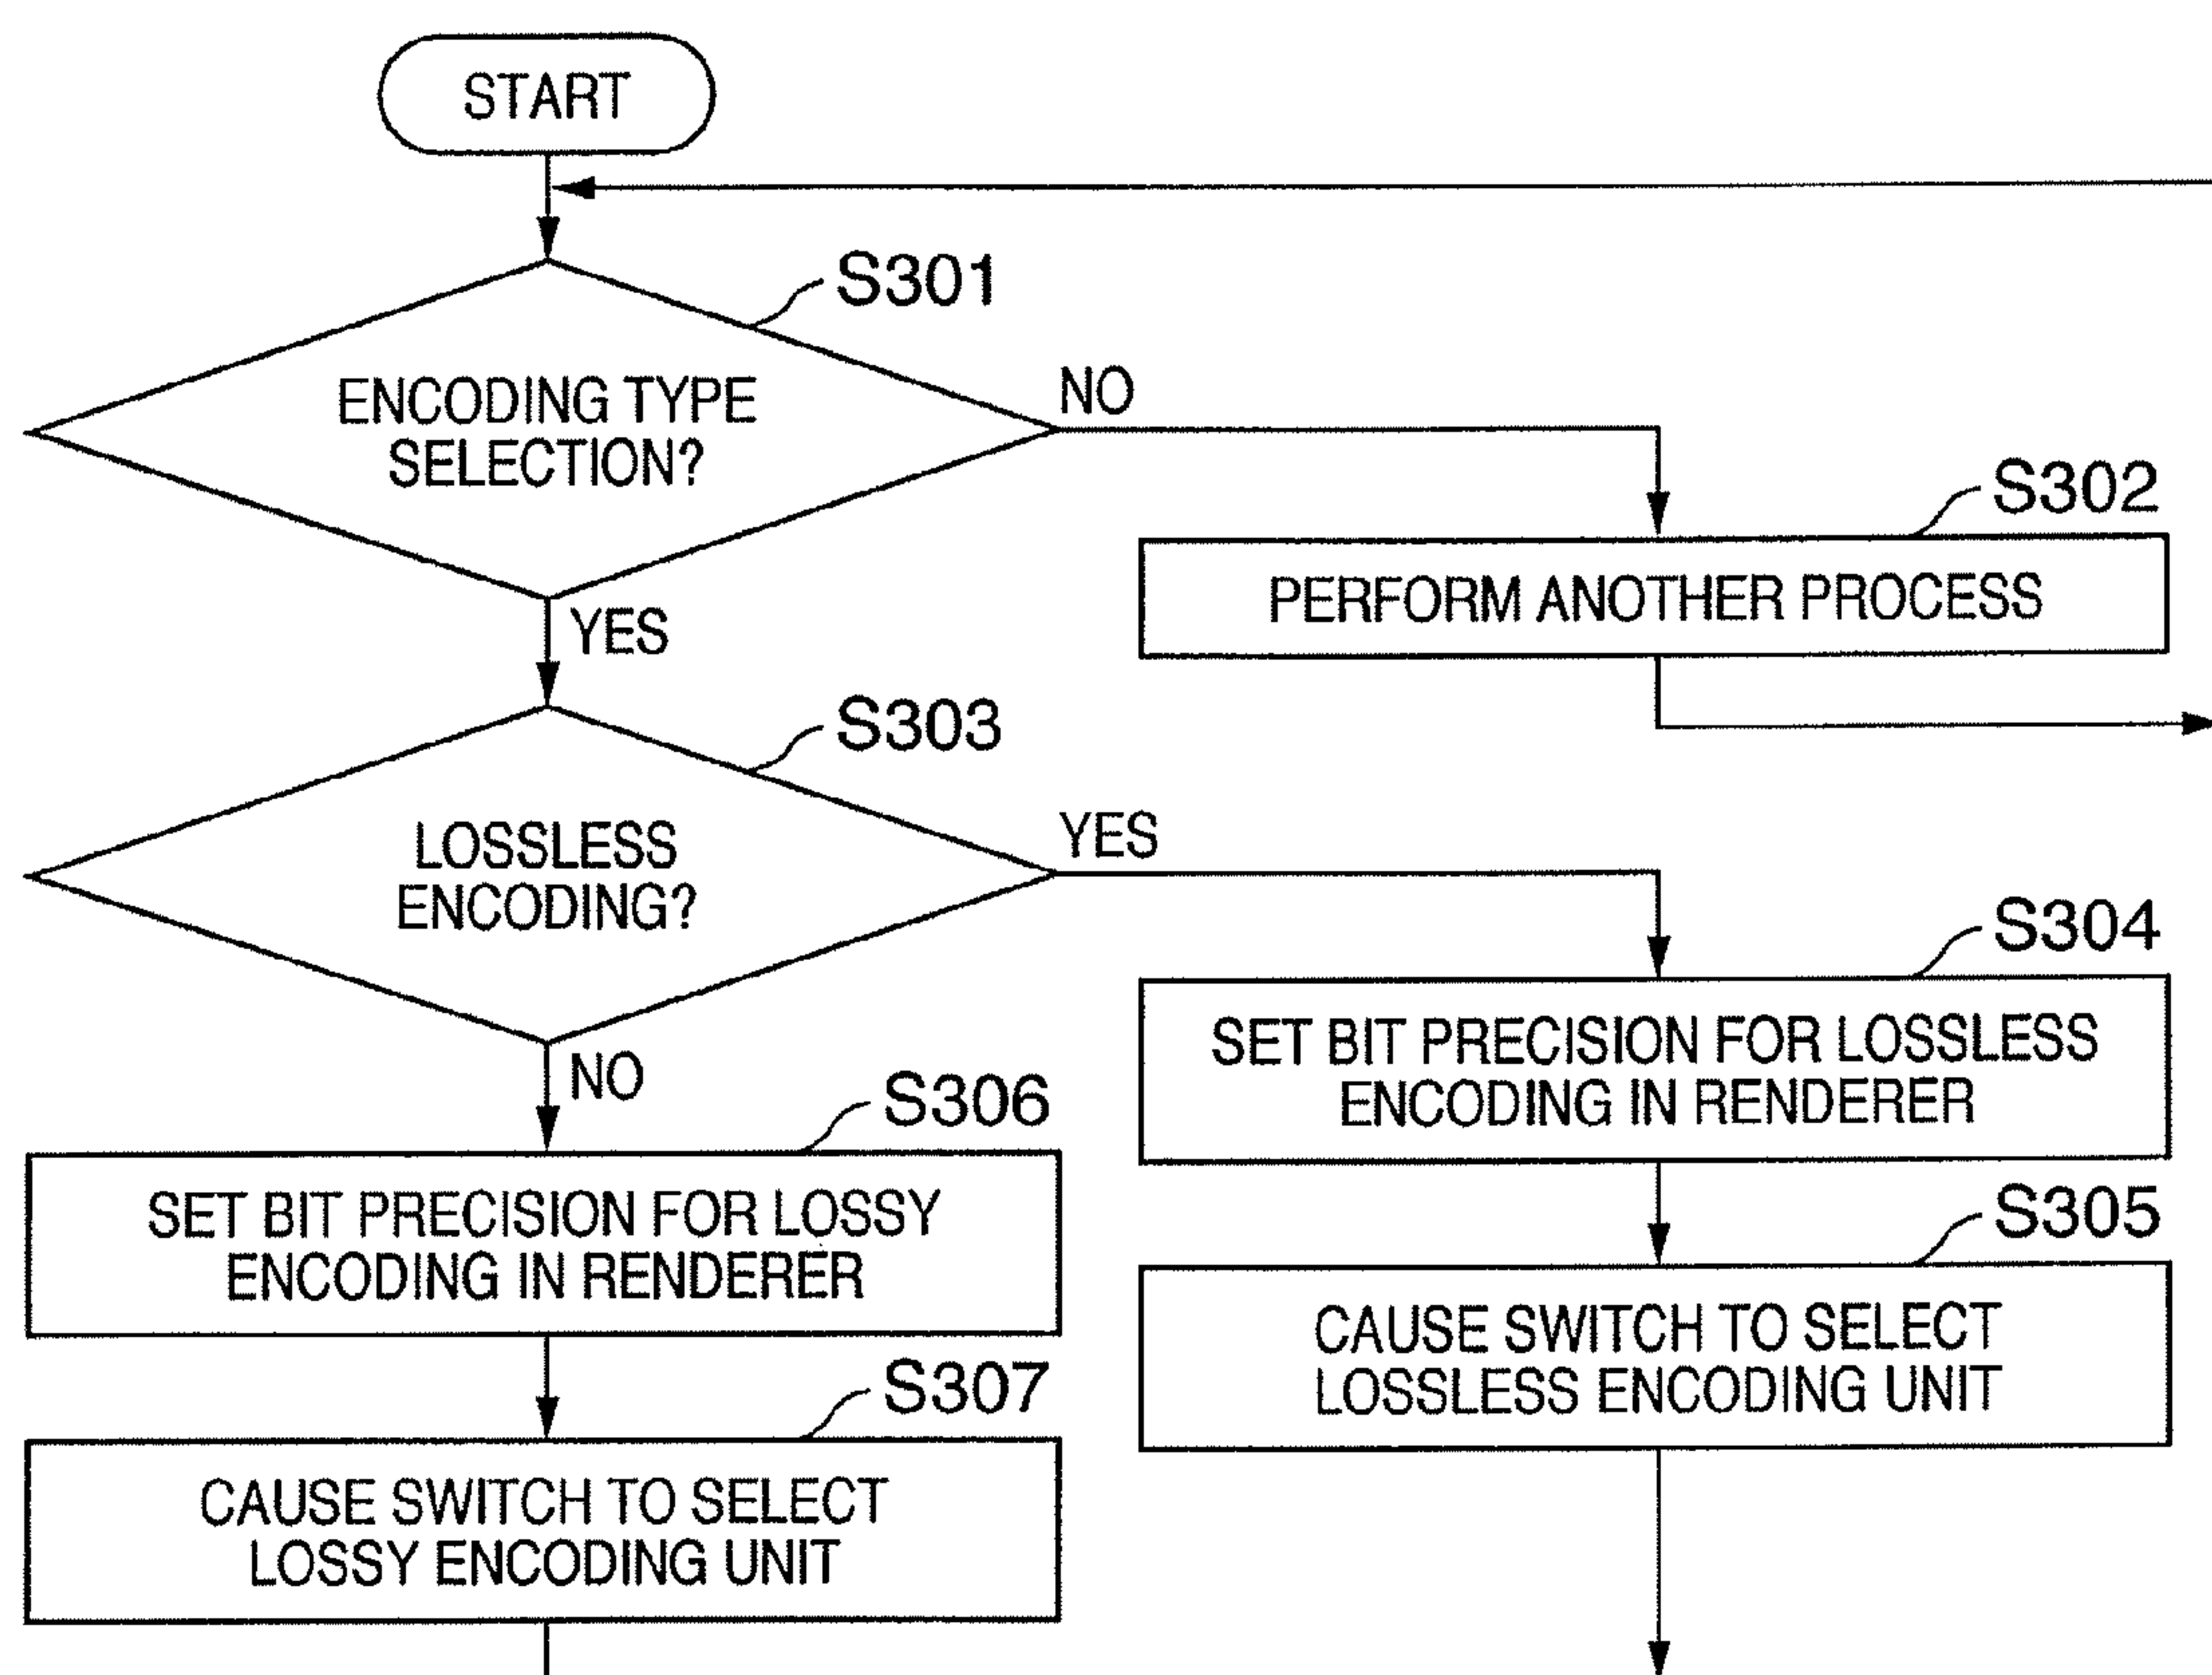 START
S301
ENCODING TYPE
SELECTION?
NO
S302
PERFORM ANOTHER PROCESS
YES
S303
LOSSLESS
ENCODING?
YES
S304
SET BIT PRECISION FOR LOSSLESS
ENCODING IN RENDERER
S305
CAUSE SWITCH TO SELECT
LOSSLESS ENCODING UNIT
NO
S306
SET BIT PRECISION FOR LOSSY
ENCODING IN RENDERER
S307
CAUSE SWITCH TO SELECT
LOSSY ENCODING UNIT